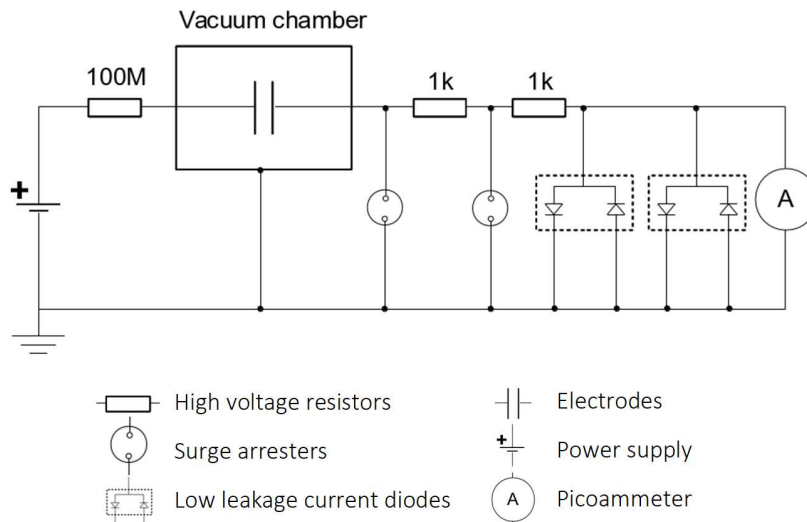 Vacuum chamber
100M
1k
1k
+
A
High voltage resistors
Electrodes
Surge arresters
+
Power supply
Low leakage current diodes
A
Picoammeter